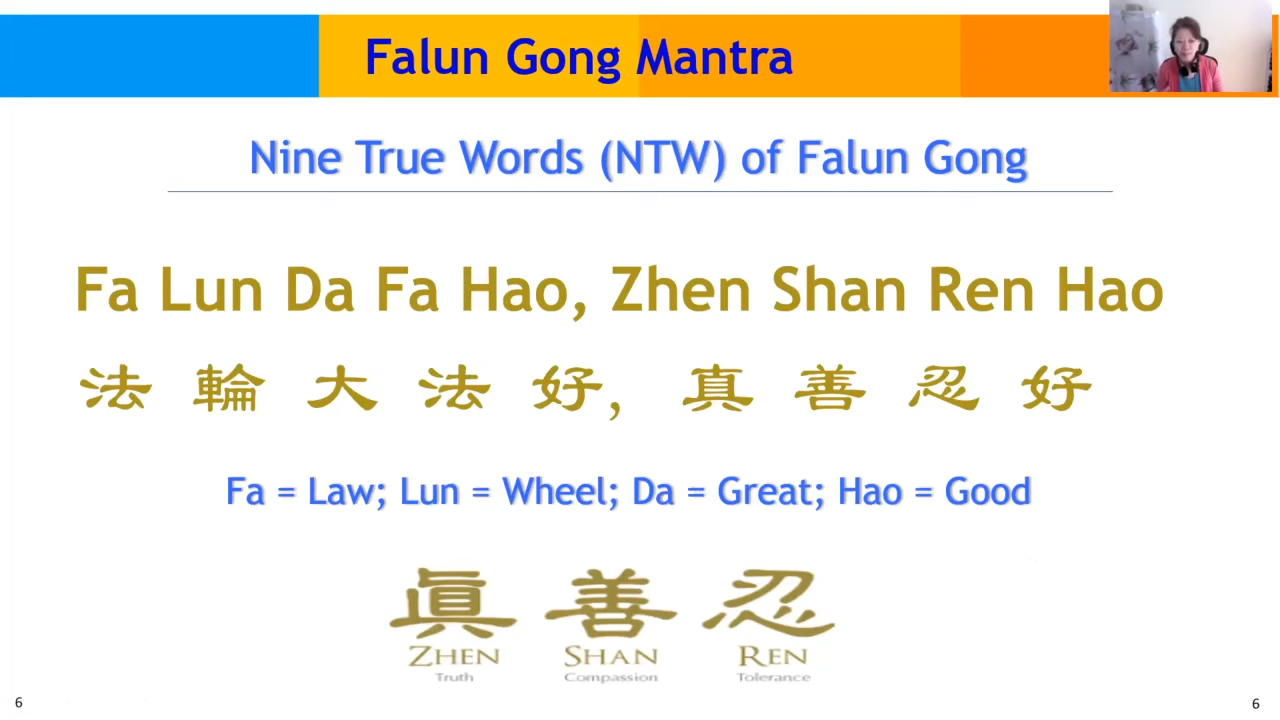 Falun Gong Mantra
Nine True Words (NTW) of Falun Gong
Fa Lun Da Fa Hao, Zhen Shan Ren Hao
法 輪 大 法 好, 真 善 忍 好
Fa = Law; Lun = Wheel; Da = Great; Hao = Good
眞 善 忍
ZHEN SHAN REN
Truth Compassion Tolerance
6 6